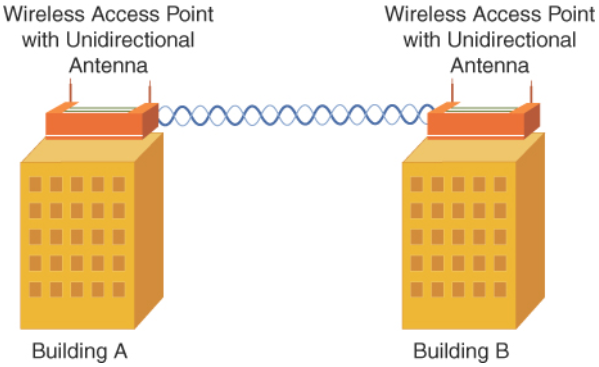 Wireless Access Point
with Unidirectional
Antenna
Wireless Access Point
with Unidirectional
Antenna
Building A
Building B